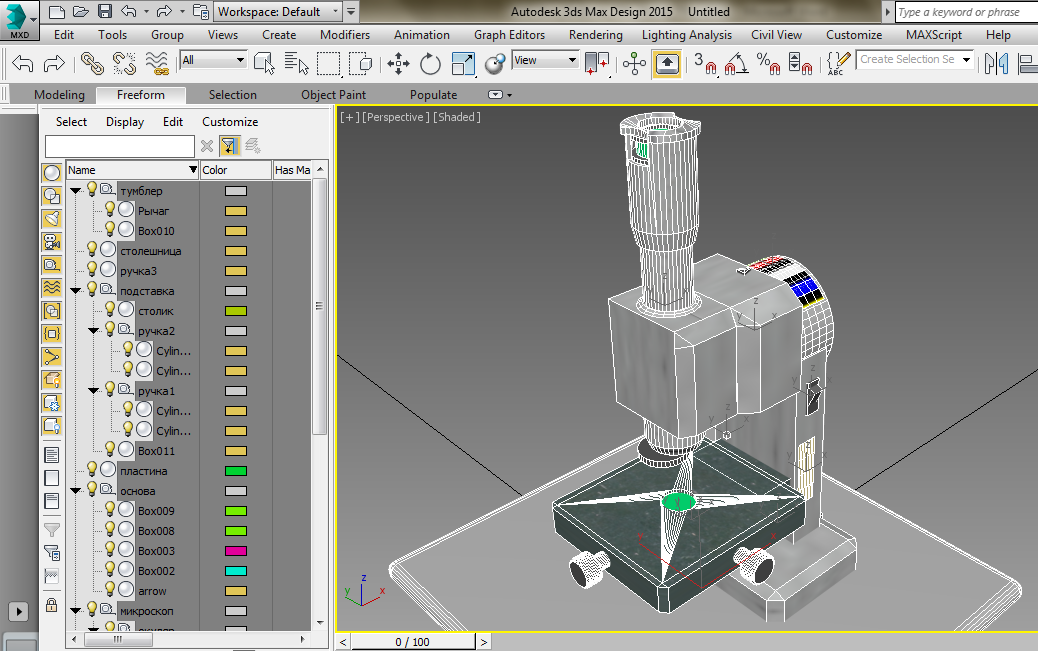 Workspace: Default
Autodesk 3ds Max Design 2015 Untitled
Type a keyword or phrase
MXD
Edit Tools Group Views Create Modifiers Animation Graph Editors Rendering Lighting Analysis Civil View Customize MAXScript Help
All
View
3
%
ABC
Create Selection Se
Modeling Freeform Selection Object Paint Populate
Select Display Edit Customize
[+] [Perspective] [Shaded]
Name Color Has Ma
тумблер
Рычаг
Box010
столешница
ручка3
подставка
столик
ручка2
Cylin...
Cylin...
ручка1
Cylin...
Cylin...
Box011
пластина
основа
Box009
Box008
Box003
Box002
arrow
микроскоп
z
y
x
< 0 / 100 >